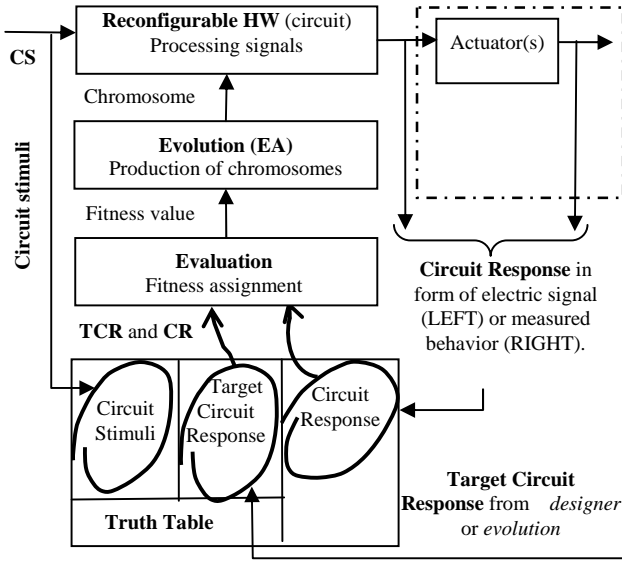 Reconfigurable HW (circuit)
Processing signals
Actuator(s)
CS
Chromosome
Evolution (EA)
Production of chromosomes
Circuit stimuli
Fitness value
Evaluation
Fitness assignment
Circuit Response in
form of electric signal
(LEFT) or measured
behavior (RIGHT).
TCR and CR
Circuit
Stimuli
Target
Circuit
Response
Circuit
Response
Truth Table
Target Circuit
Response from designer
or evolution